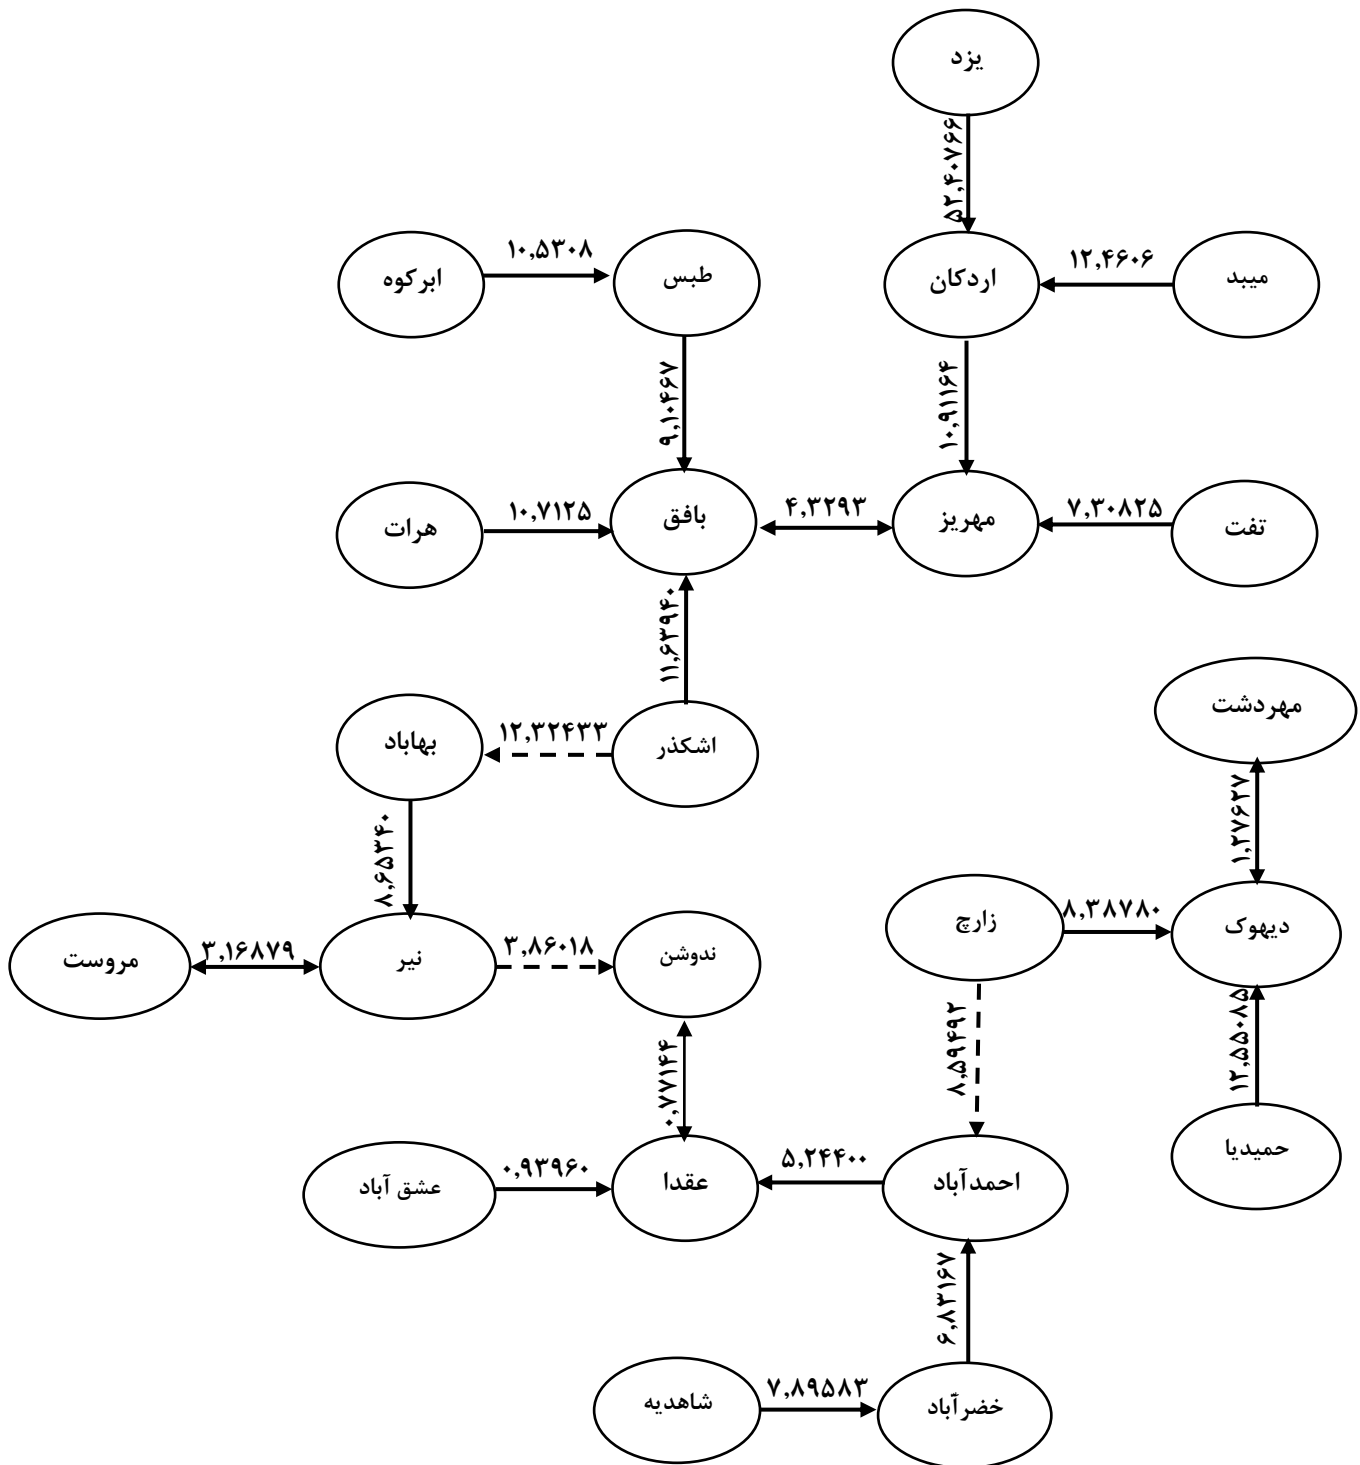 یزد
۵۲,۴۰۷۶۶
ابرکوه
۱۰,۵۳۰۸
طبس
اردکان
۱۲,۴۶۰۶
میبد
۹,۱۰۴۶۷
۱۰,۹۱۱۶۴
هرات
۱۰,۷۱۲۵
بافق
۴,۳۲۹۳
مهریز
۷,۳۰۸۲۵
تفت
۱۱,۶۳۹۴۰
بهاباد
۱۲,۳۲۴۳۳
اشکذر
مهردشت
۸,۶۵۳۴۰
۱,۲۷۶۲۷
مروست
۳,۱۶۸۷۹
نیر
۳,۸۶۰۱۸
ندوشن
زارچ
۸,۳۸۷۸۰
دیهوک
۰,۷۷۱۴۴
۸,۵۹۴۹۲
۱۲,۵۵۰۸۵
عشق آباد
۰,۹۳۹۶۰
عقدا
۵,۲۴۴۰۰
احمدآباد
حمیدیا
۶,۸۳۱۶۷
شاهدیه
۷,۸۹۵۸۳
خضرآباد